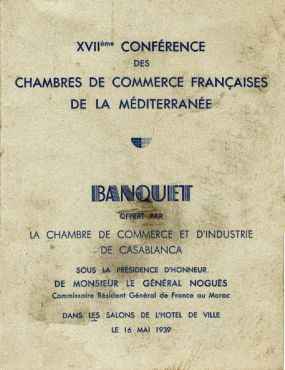 XVIIème CONFÉRENCE
DES
CHAMBRES DE COMMERCE FRANÇAISES
DE LA MÉDITERRANÉE
BANQUET
OFFERT PAR
LA CHAMBRE DE COMMERCE ET D'INDUSTRIE
DE CASABLANCA
SOUS LA PRÉSIDENCE D'HONNEUR
DE MONSIEUR LE GÉNÉRAL NOGUÈS
Commissaire Résident Général de France au Maroc
DANS LES SALONS DE L'HOTEL DE VILLE
LE 16 MAI 1939